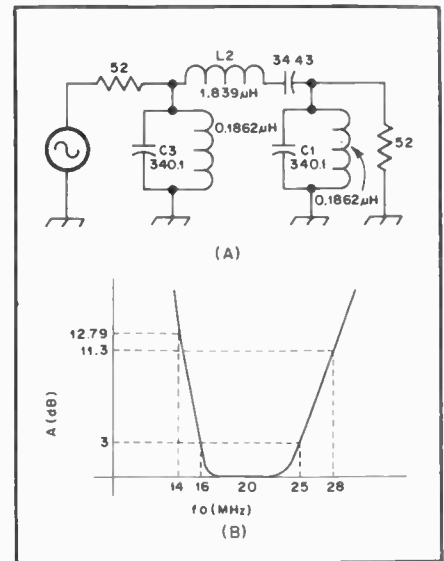 L2
34 43
52
1.839µH
0.1862µH
C3
340.1
C1
340.1
52
0.1862µH
(A)
12.79
11.3
A (dB)
3
14 16 20 25 28
fo (MHz)
(B)